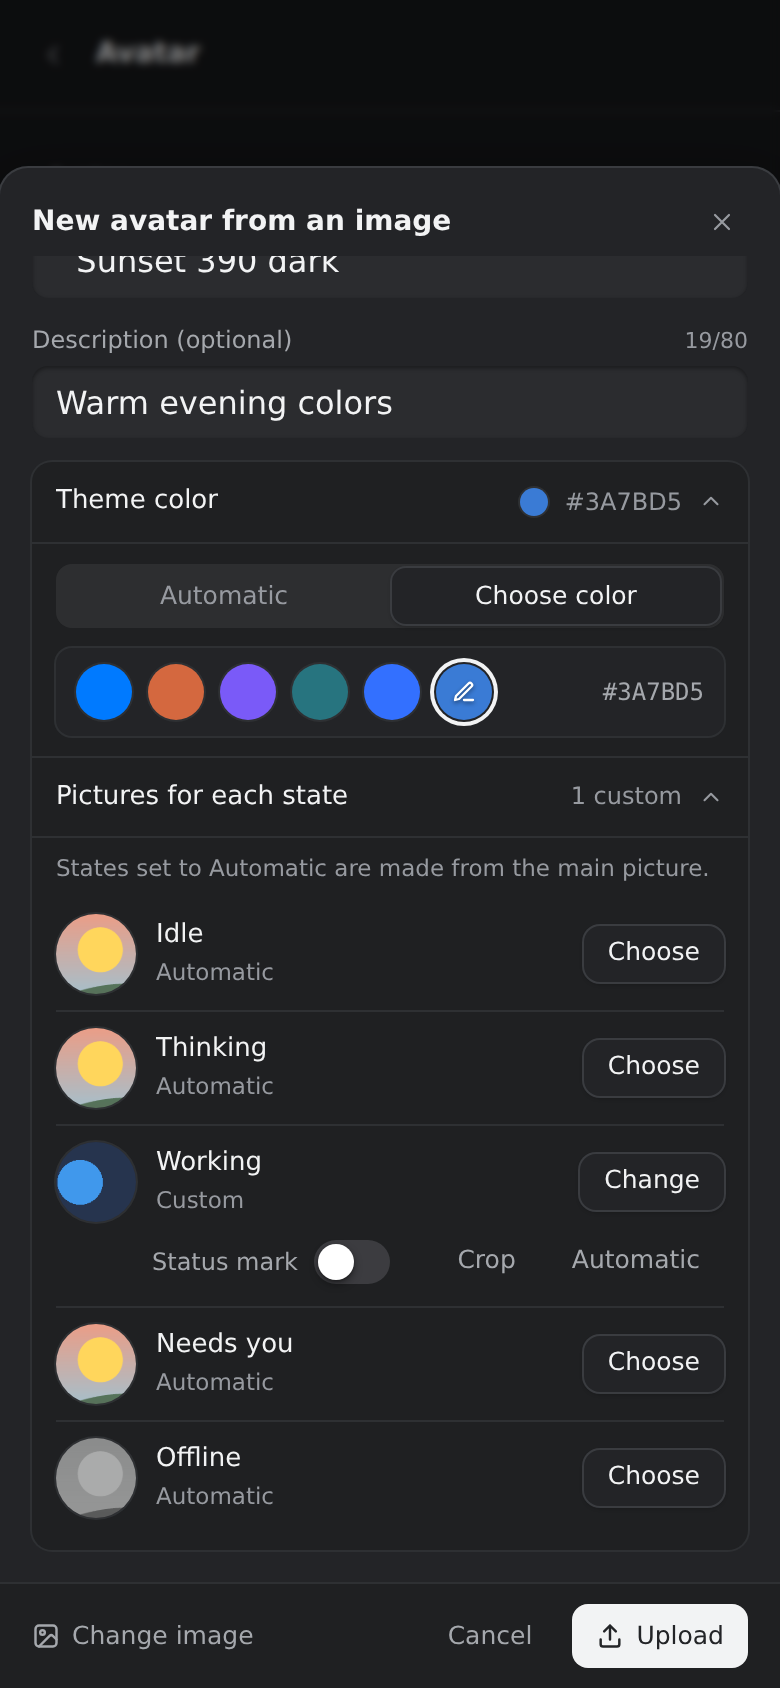 Avatar
New avatar from an image
Sunset 390 dark
Description (optional) 19/80
Warm evening colors
Theme color #3A7BD5
Automatic Choose color
#3A7BD5
Pictures for each state 1 custom
States set to Automatic are made from the main picture.
Idle
Automatic
Choose
Thinking
Automatic
Choose
Working
Custom
Change
Status mark Crop Automatic
Needs you
Automatic
Choose
Offline
Automatic
Choose
Change image Cancel Upload